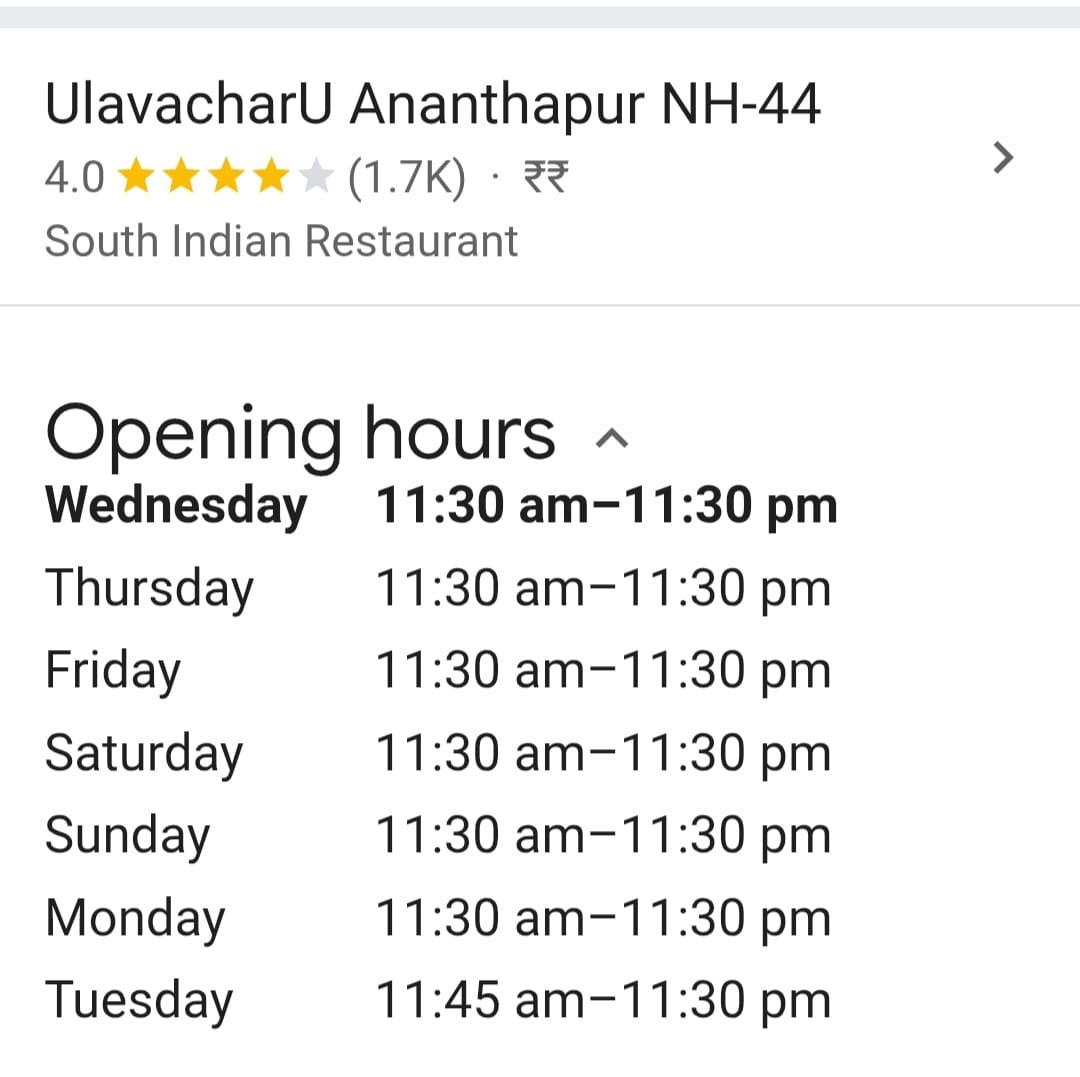 UlavacharU Ananthapur NH-44
4.0 (1.7K) · ₹₹
South Indian Restaurant
Opening hours
Wednesday 11:30 am–11:30 pm
Thursday 11:30 am–11:30 pm
Friday 11:30 am–11:30 pm
Saturday 11:30 am–11:30 pm
Sunday 11:30 am–11:30 pm
Monday 11:30 am–11:30 pm
Tuesday 11:45 am–11:30 pm